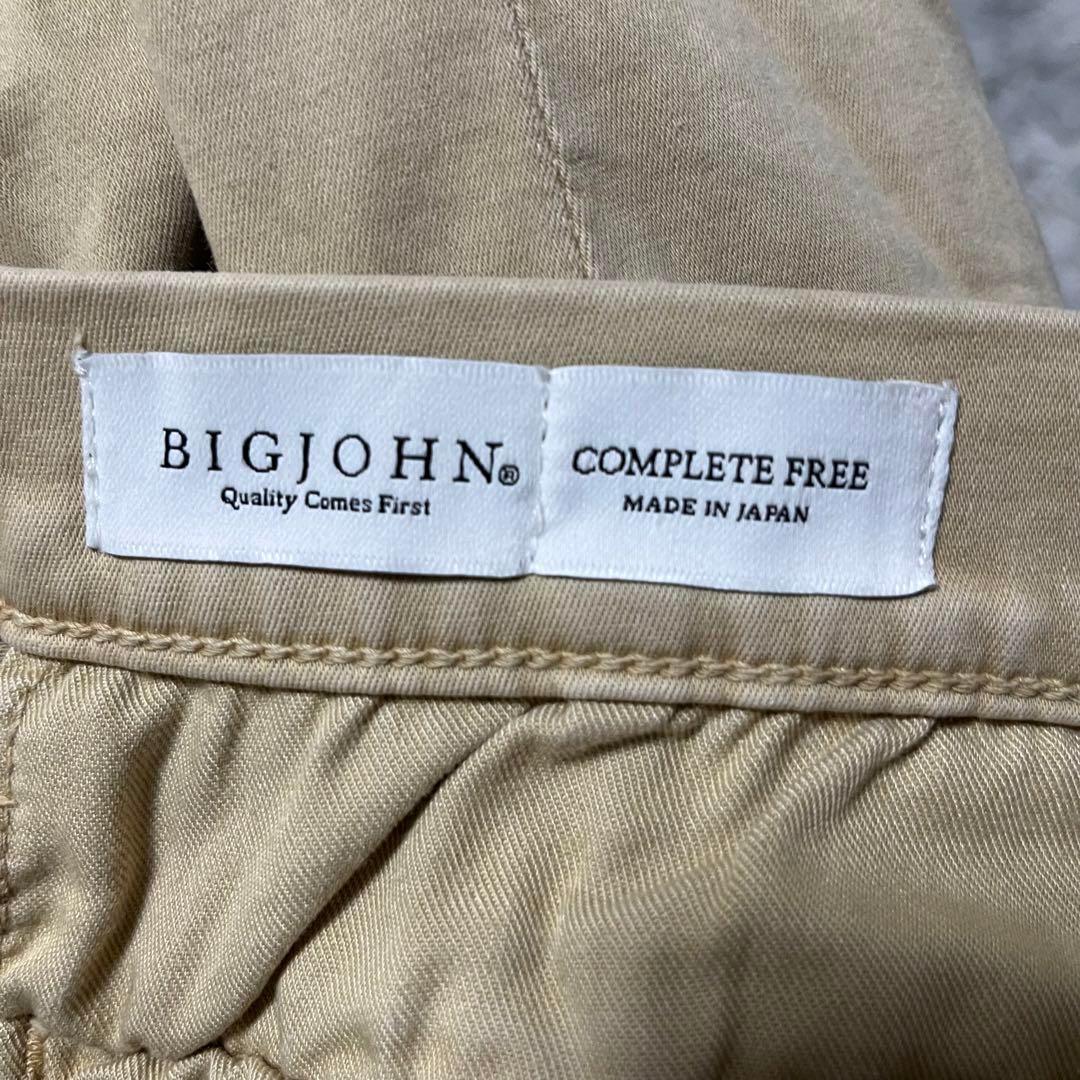 BIGJOHN®
Quality Comes First
COMPLETE FREE
MADE IN JAPAN